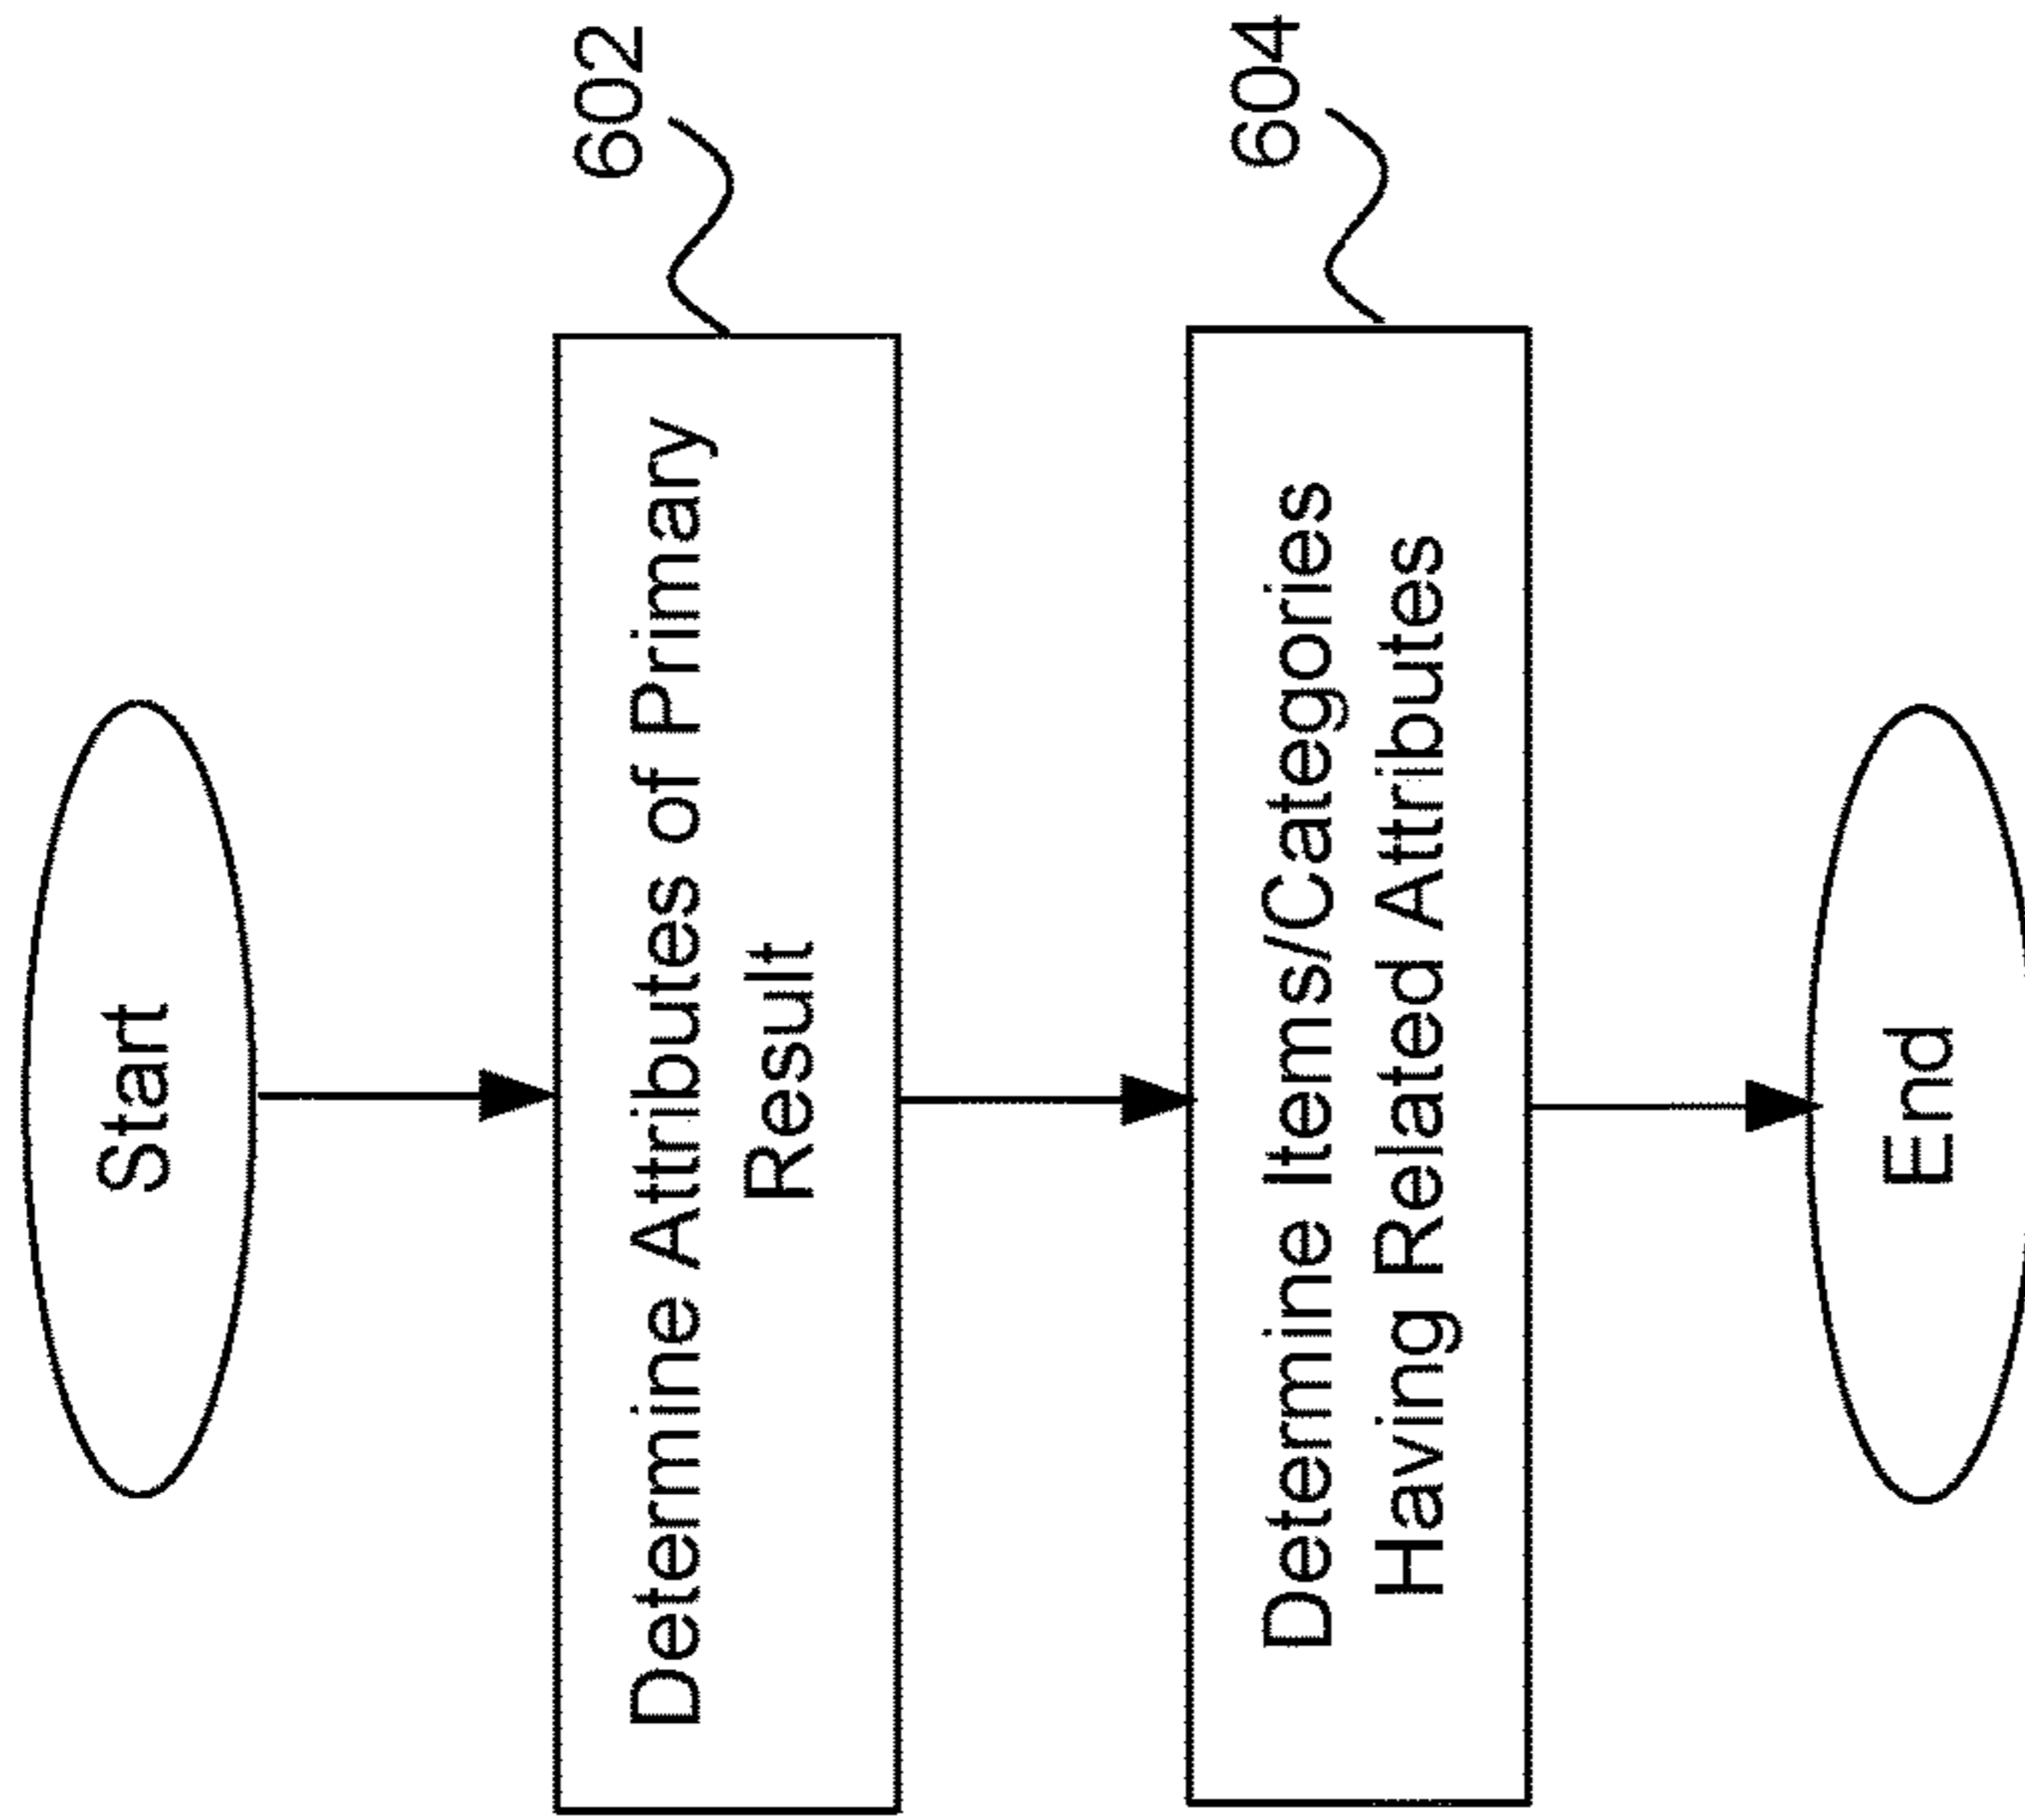 Start
Determine Attributes of Primary
Result
602
Determine Items/Categories
Having Related Attributes
604
End